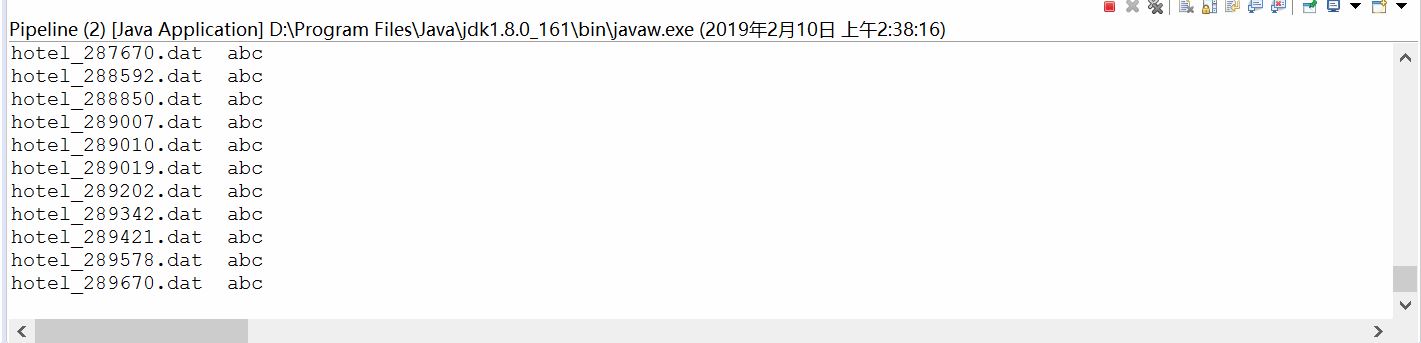 Pipeline (2) [Java Application] D:\Program Files\Java\jdk1.8.0_161\bin\javaw.exe (2019年2月10日 上午2:38:16)
hotel_287670.dat  abc
hotel_288592.dat  abc
hotel_288850.dat  abc
hotel_289007.dat  abc
hotel_289010.dat  abc
hotel_289019.dat  abc
hotel_289202.dat  abc
hotel_289342.dat  abc
hotel_289421.dat  abc
hotel_289578.dat  abc
hotel_289670.dat  abc